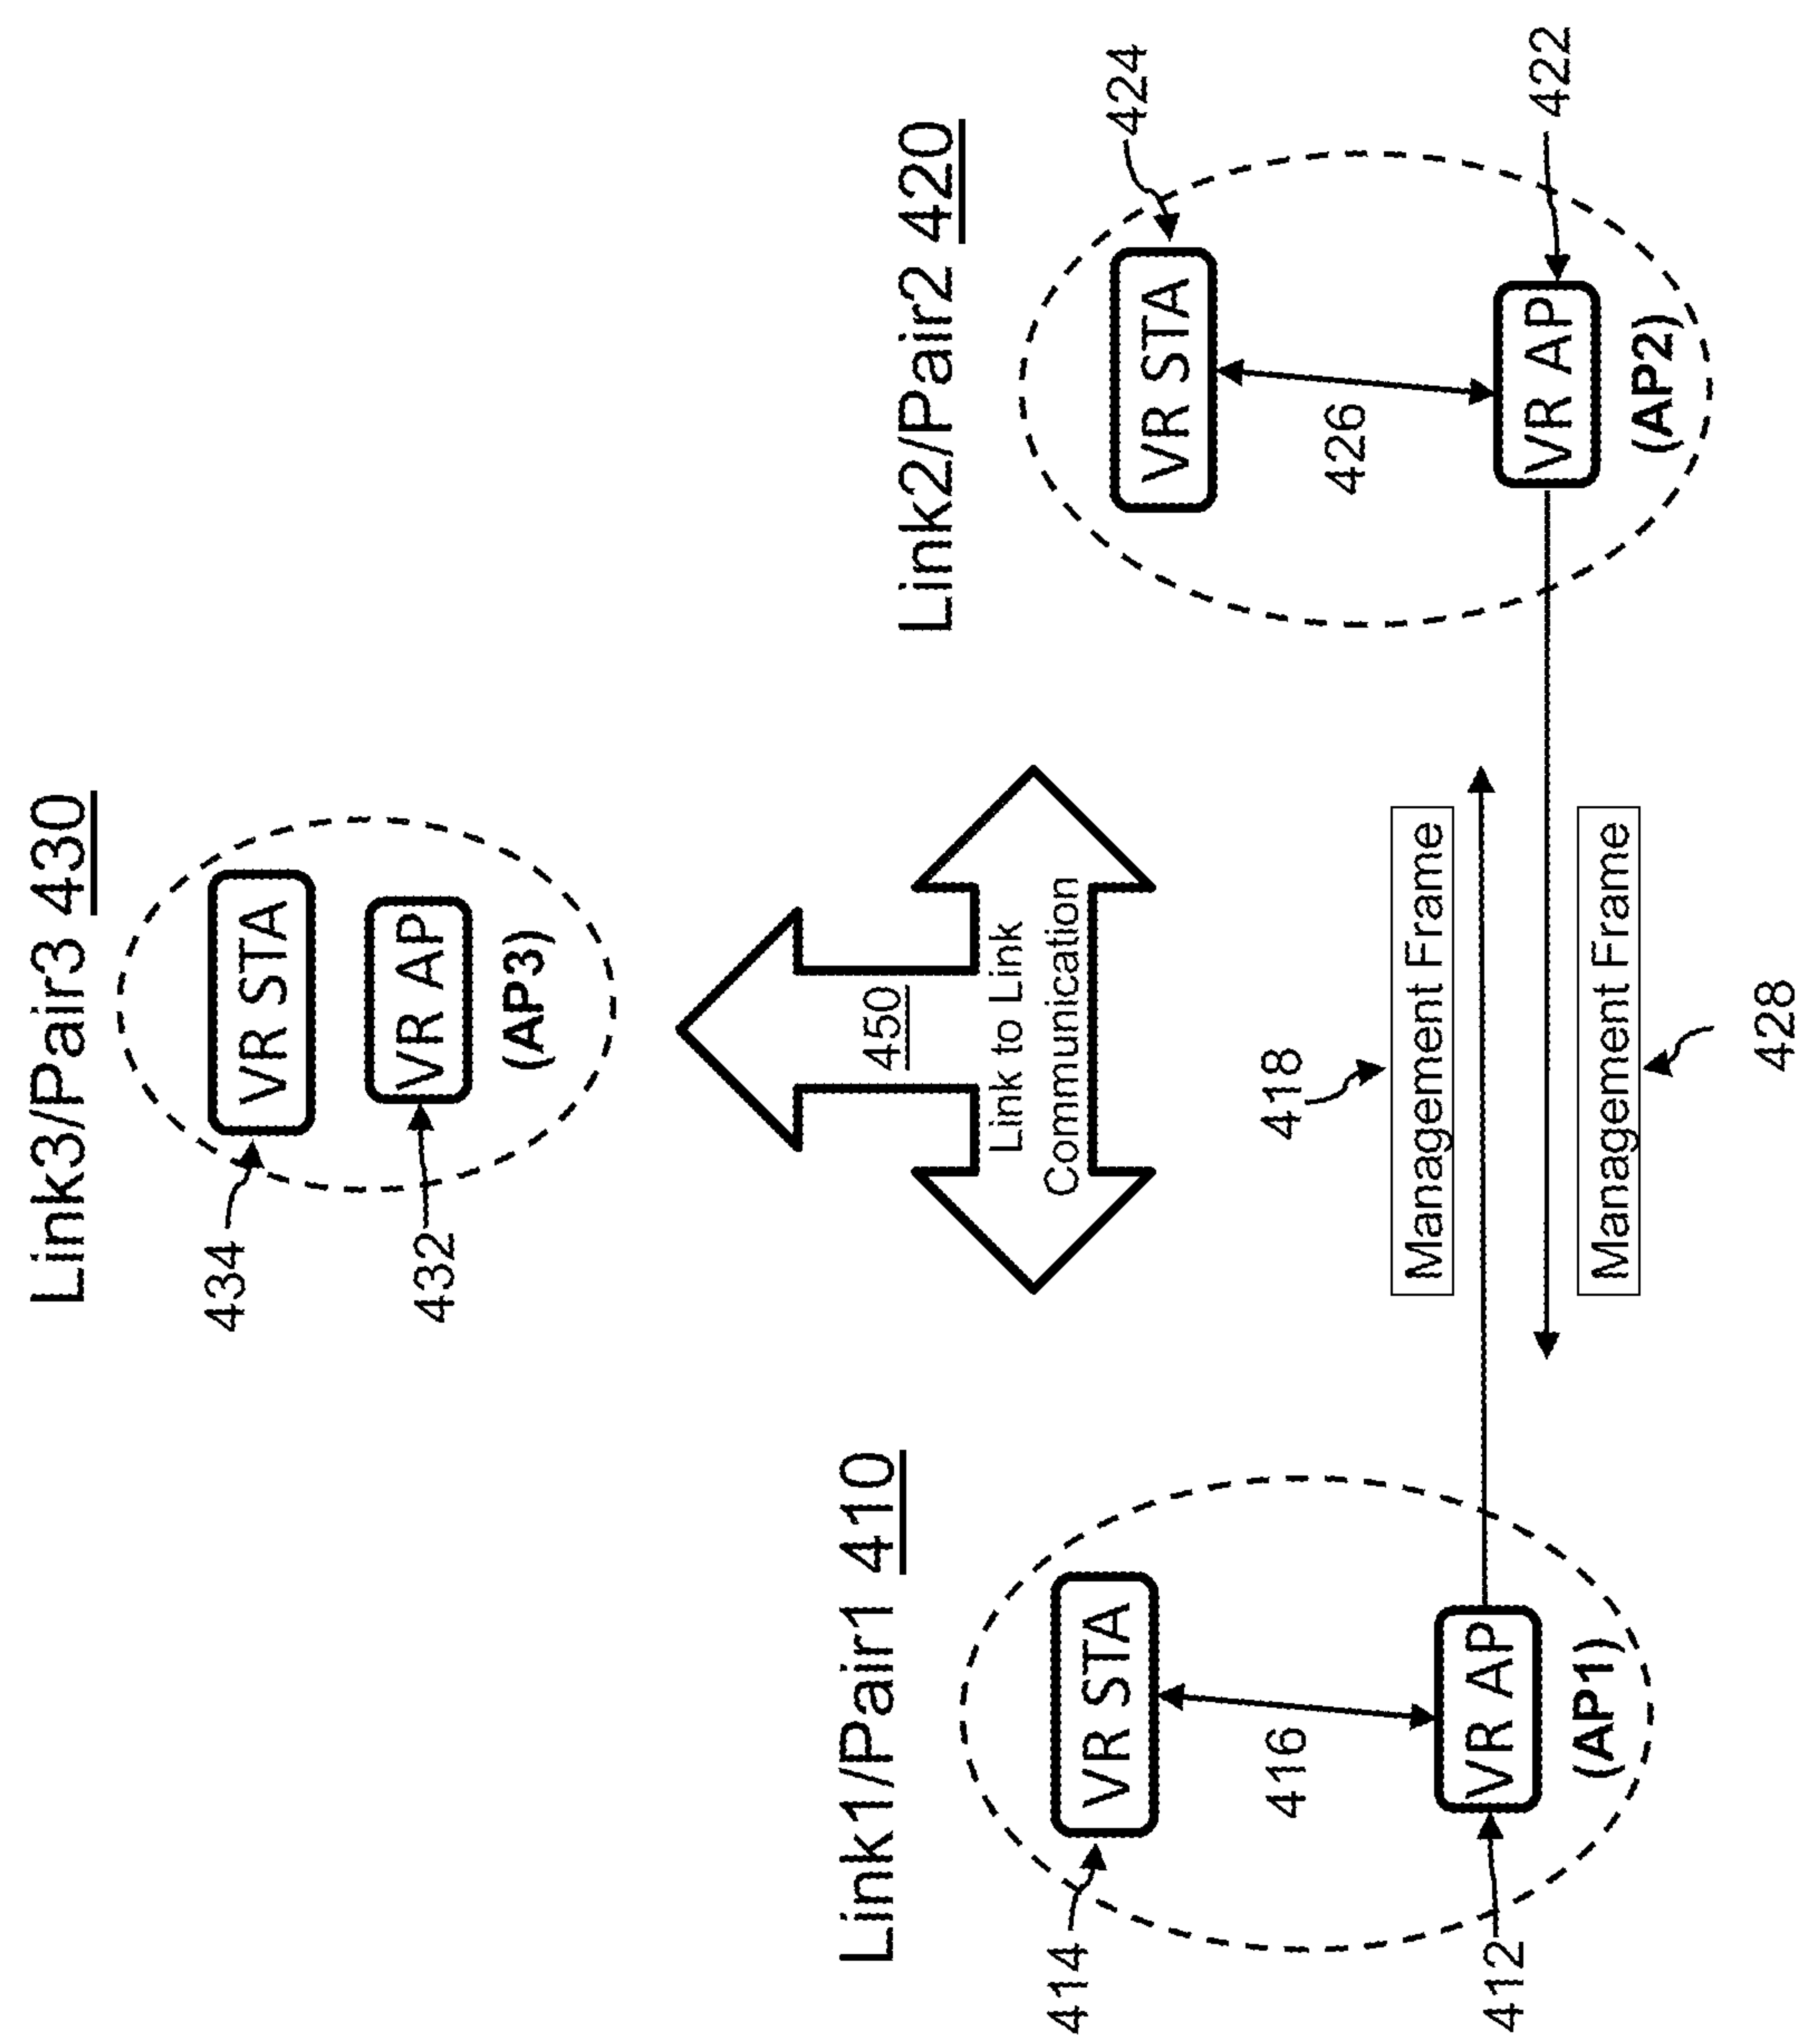 Link3/Pair3 430
434
VR STA
432
VR AP
(AP3)
Link1/Pair1 410
414
VR STA
416
412
VR AP
(AP1)
450
Link to Link
Communication
Link2/Pair2 420
424
VR STA
426
VR AP
422
(AP2)
418
Management Frame
Management Frame
428